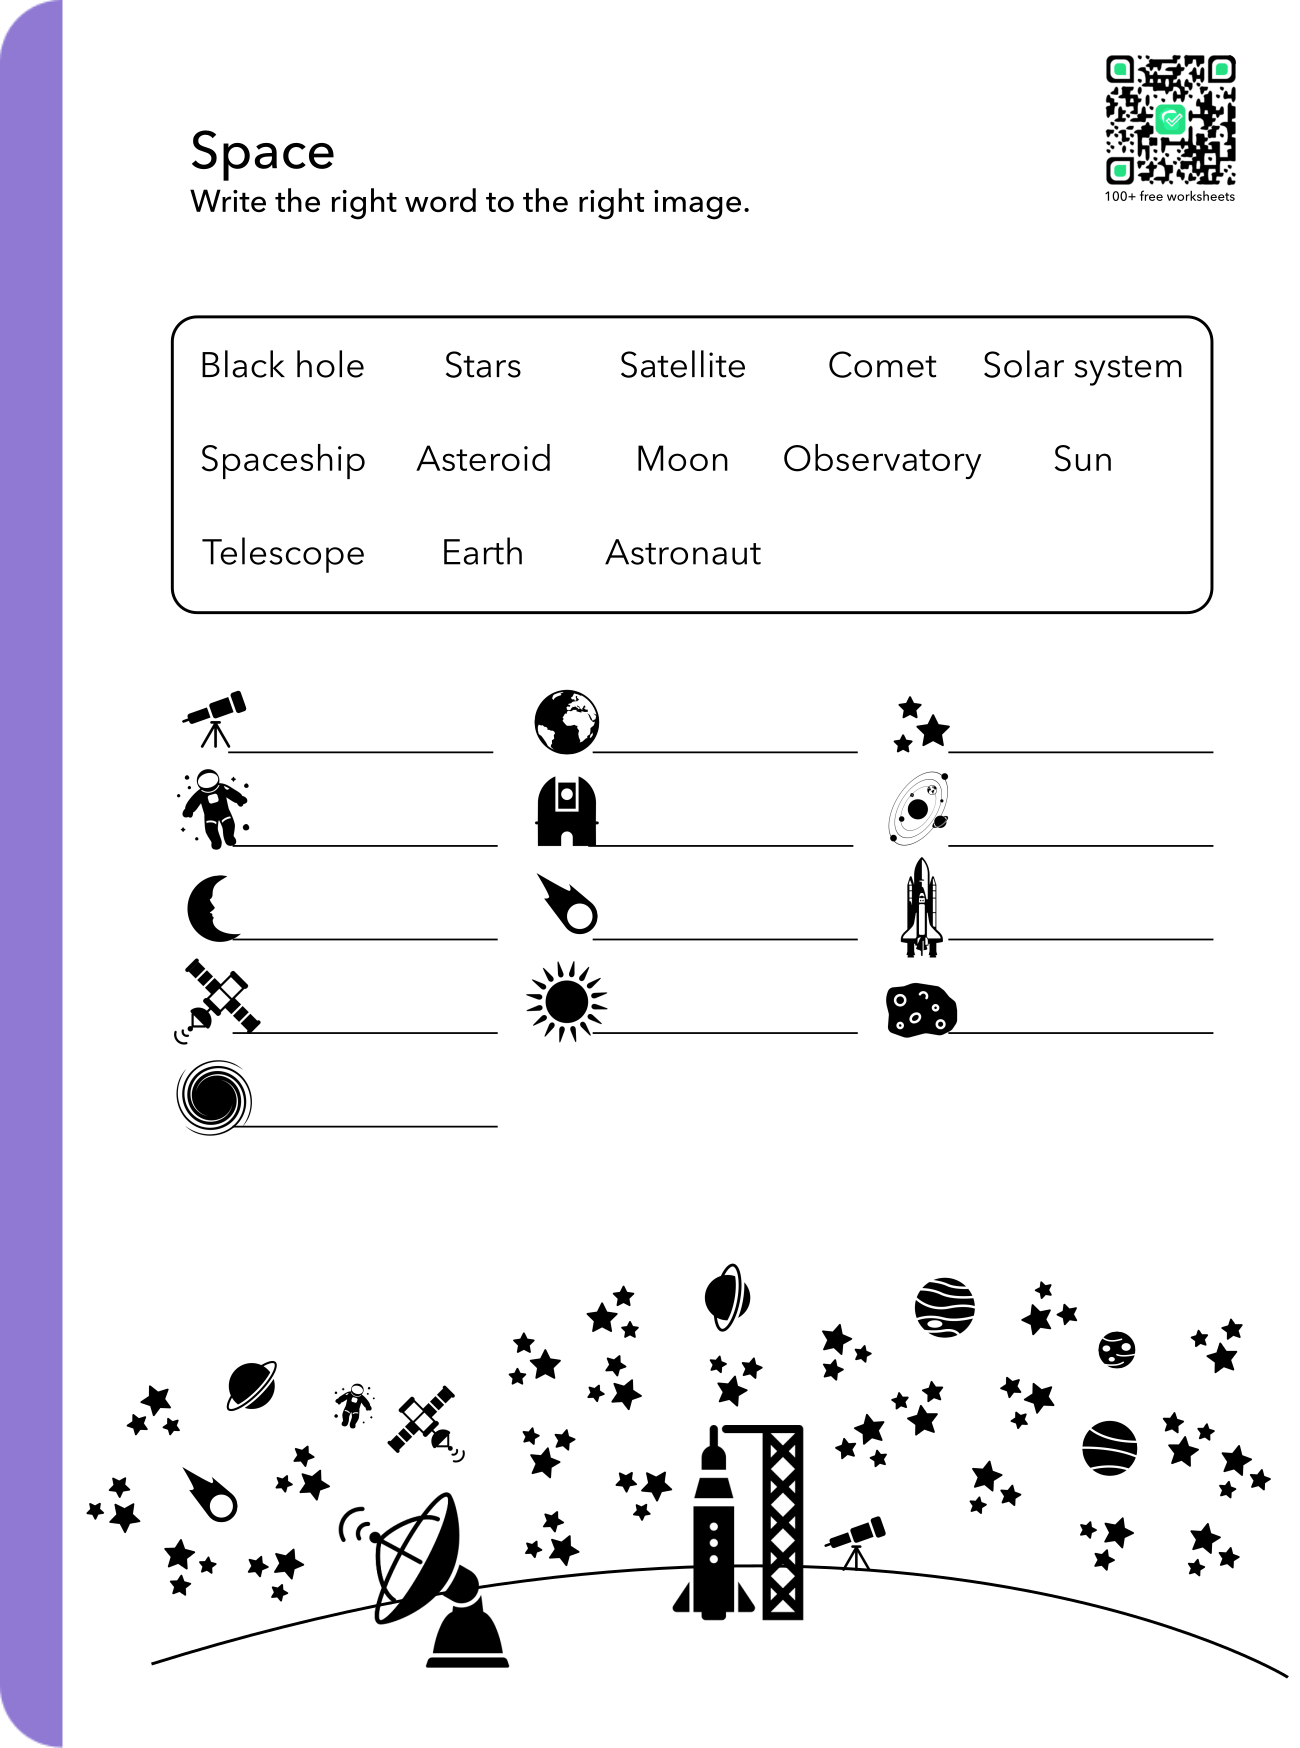 100+ free worksheets
Space
Write the right word to the right image.
Black hole Stars Satellite Comet Solar system
Spaceship Asteroid Moon Observatory Sun
Telescope Earth Astronaut